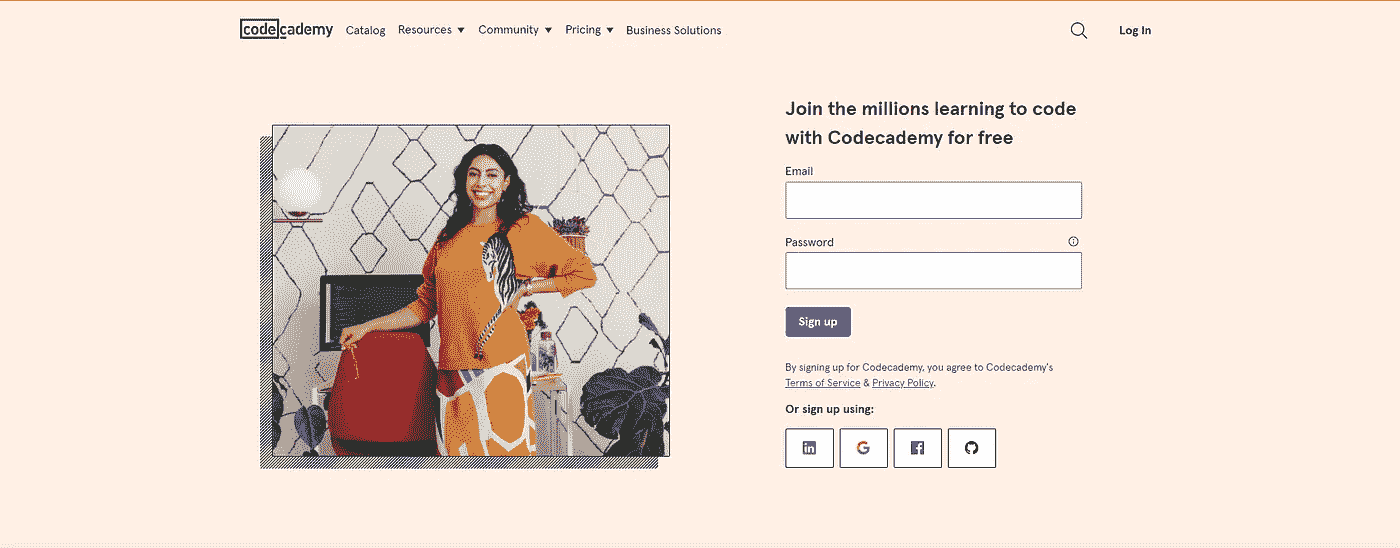 codecademy Catalog Resources Community Pricing Business Solutions Log In
Join the millions learning to code
with Codecademy for free
Email
Password
Sign up
By signing up for Codecademy, you agree to Codecademy's
Terms of Service & Privacy Policy.
Or sign up using:
in G f